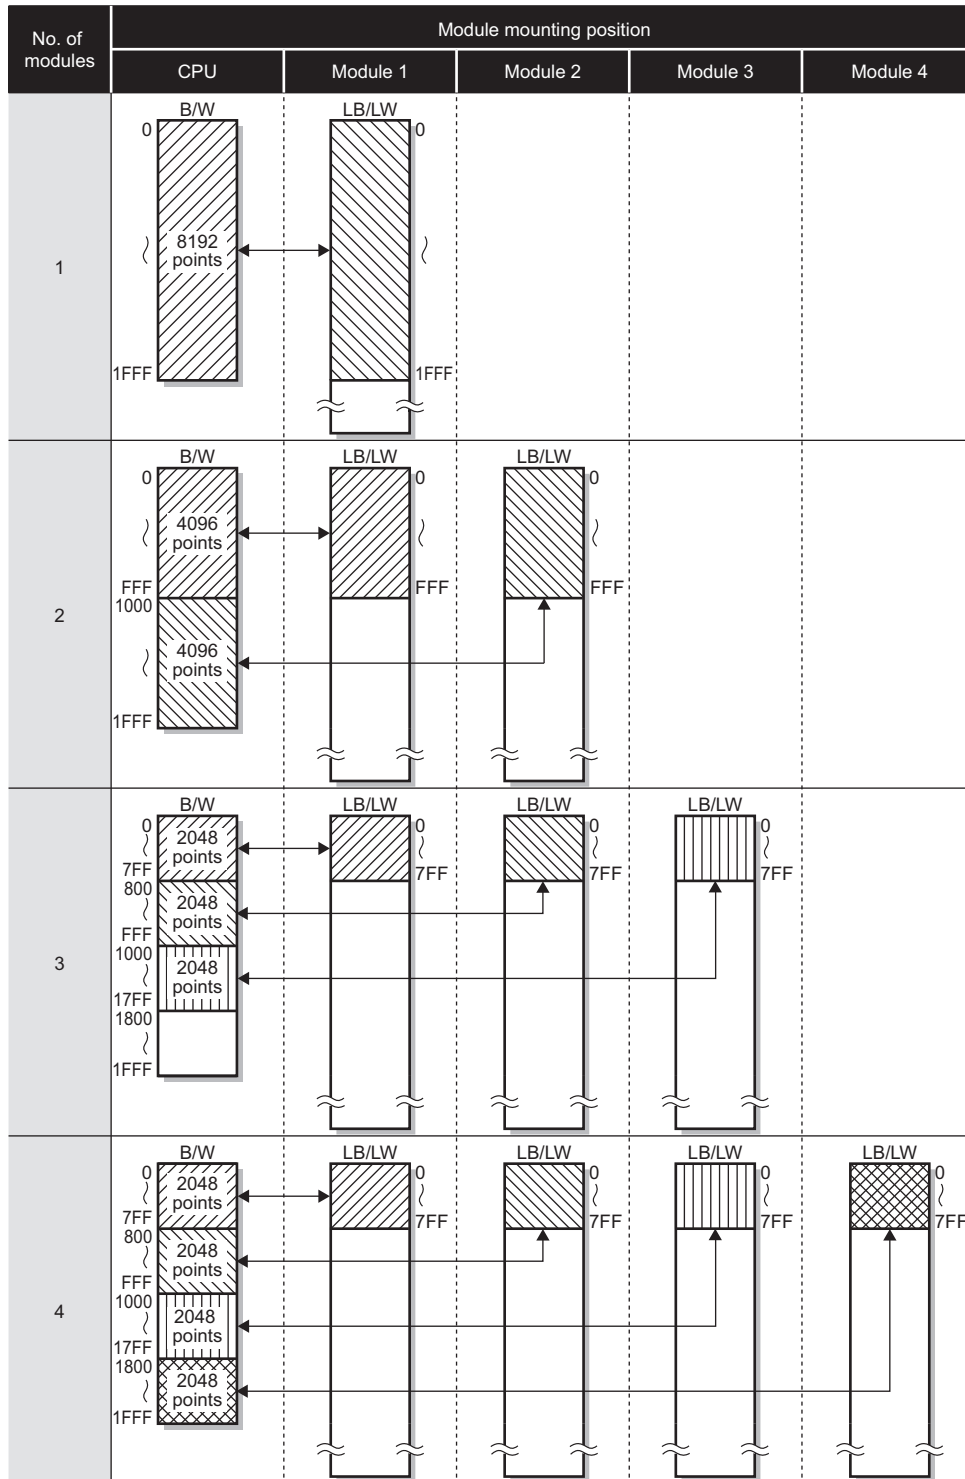 No. of
modules
Module mounting position
CPU
Module 1
Module 2
Module 3
Module 4
1
B/W
0
8192
points
1FFF
LB/LW
0
1FFF
2
B/W
0
4096
points
FFF
1000
4096
points
1FFF
LB/LW
0
FFF
LB/LW
0
FFF
3
B/W
0
2048
points
7FF
800
2048
points
FFF
1000
2048
points
17FF
1800
1FFF
LB/LW
0
7FF
LB/LW
0
7FF
LB/LW
0
7FF
4
B/W
0
2048
points
7FF
800
2048
points
FFF
1000
2048
points
17FF
1800
2048
points
1FFF
LB/LW
0
7FF
LB/LW
0
7FF
LB/LW
0
7FF
LB/LW
0
7FF